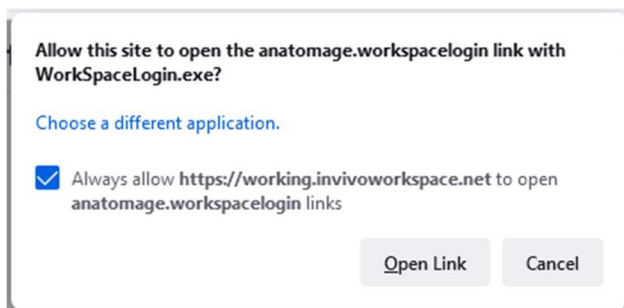 Allow this site to open the anatomage.workspacelogin link with
WorkSpaceLogin.exe?
Choose a different application.
Always allow https://working.invivoworkspace.net to open
anatomage.workspacelogin links
Open Link
Cancel